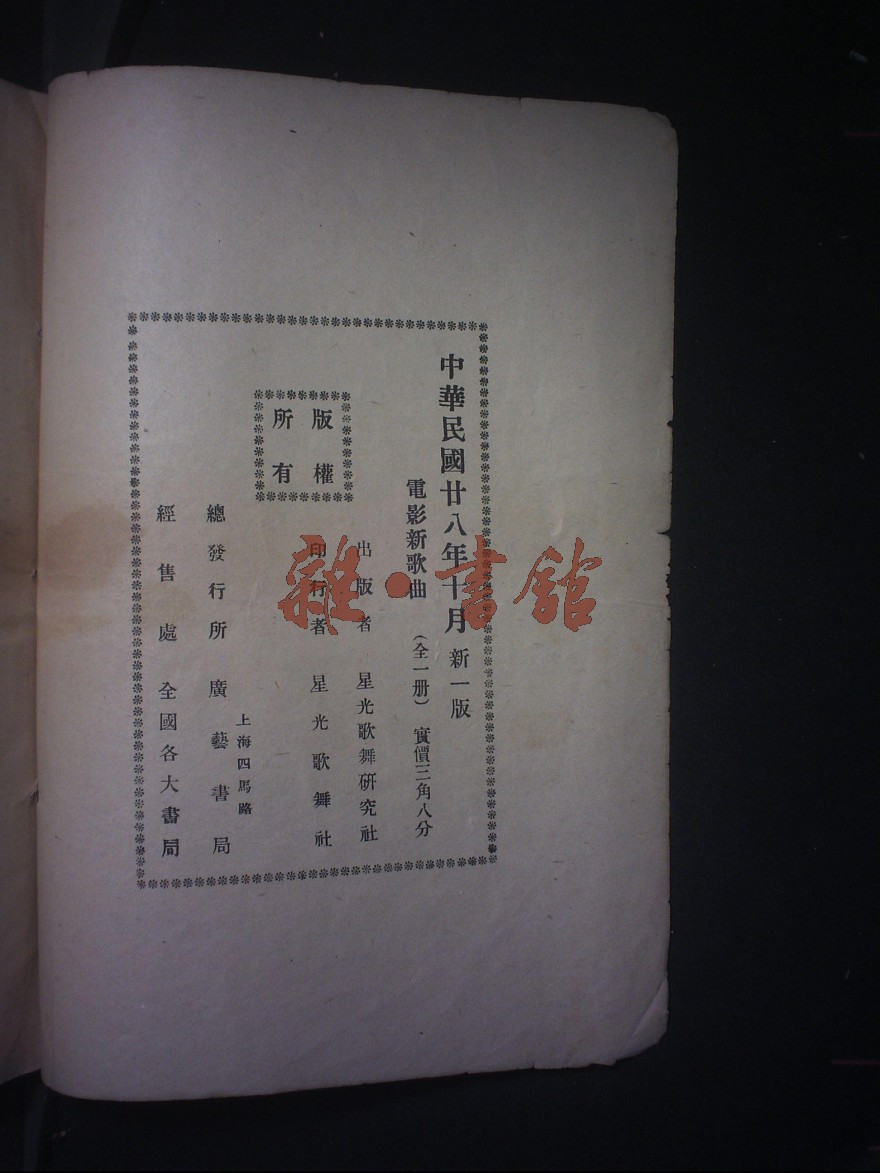 中華民國廿八年十月新一版
電影新歌曲（全一册）實價三角八分
版權
所有
出版者 星光歌舞研究社
印行者 星光歌舞社
上海四馬路
總發行所廣藝書局
經售處全國各大書局
雜·書館